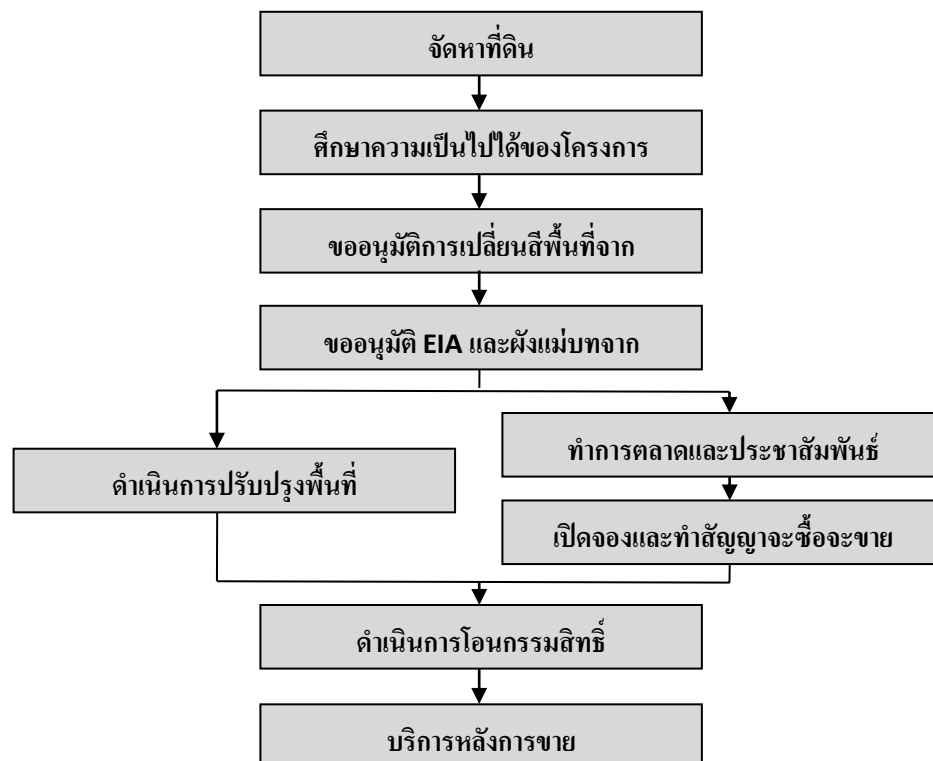 จัดหาที่ดิน
ศึกษาความเป็นไปได้ของโครงการ
ขออนุมัติการเปลี่ยนสีพื้นที่จาก
ขออนุมัติ EIA และผังแม่บทจาก
ทำการตลาดและประชาสัมพันธ์
ดำเนินการปรับปรุงพื้นที่
เปิดจองและทำสัญญาจะซื้อจะขาย
ดำเนินการโอนกรรมสิทธิ์
บริการหลังการขาย